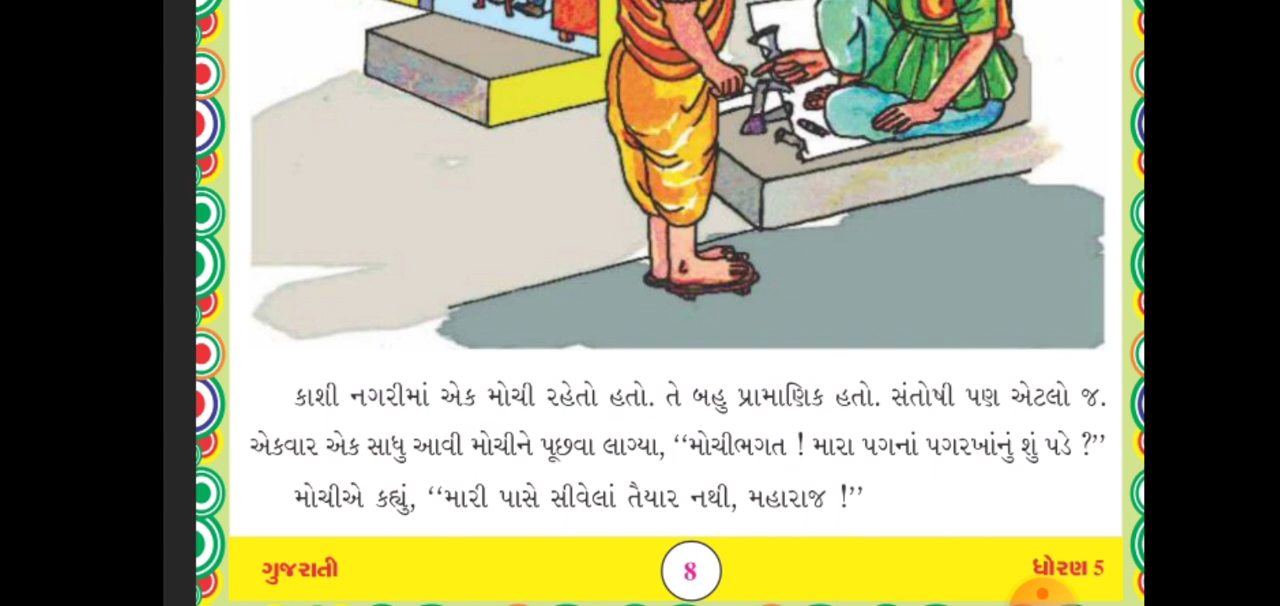 કાશી નગરીમાં એક મોચી રહેતો હતો. તે બહુ પ્રામાણિક હતો. સંતોષી પણ એટલો જ.
એકવાર એક સાધુ આવી મોચીને પૂછવા લાગ્યા, “મોચીભગત ! મારા પગનાં પગરખાંનું શું પડે ?”
મોચીએ કહ્યું, “મારી પાસે સીવેલાં તૈયાર નથી, મહારાજ !”
ગુજરાતી 8 ધોરણ 5